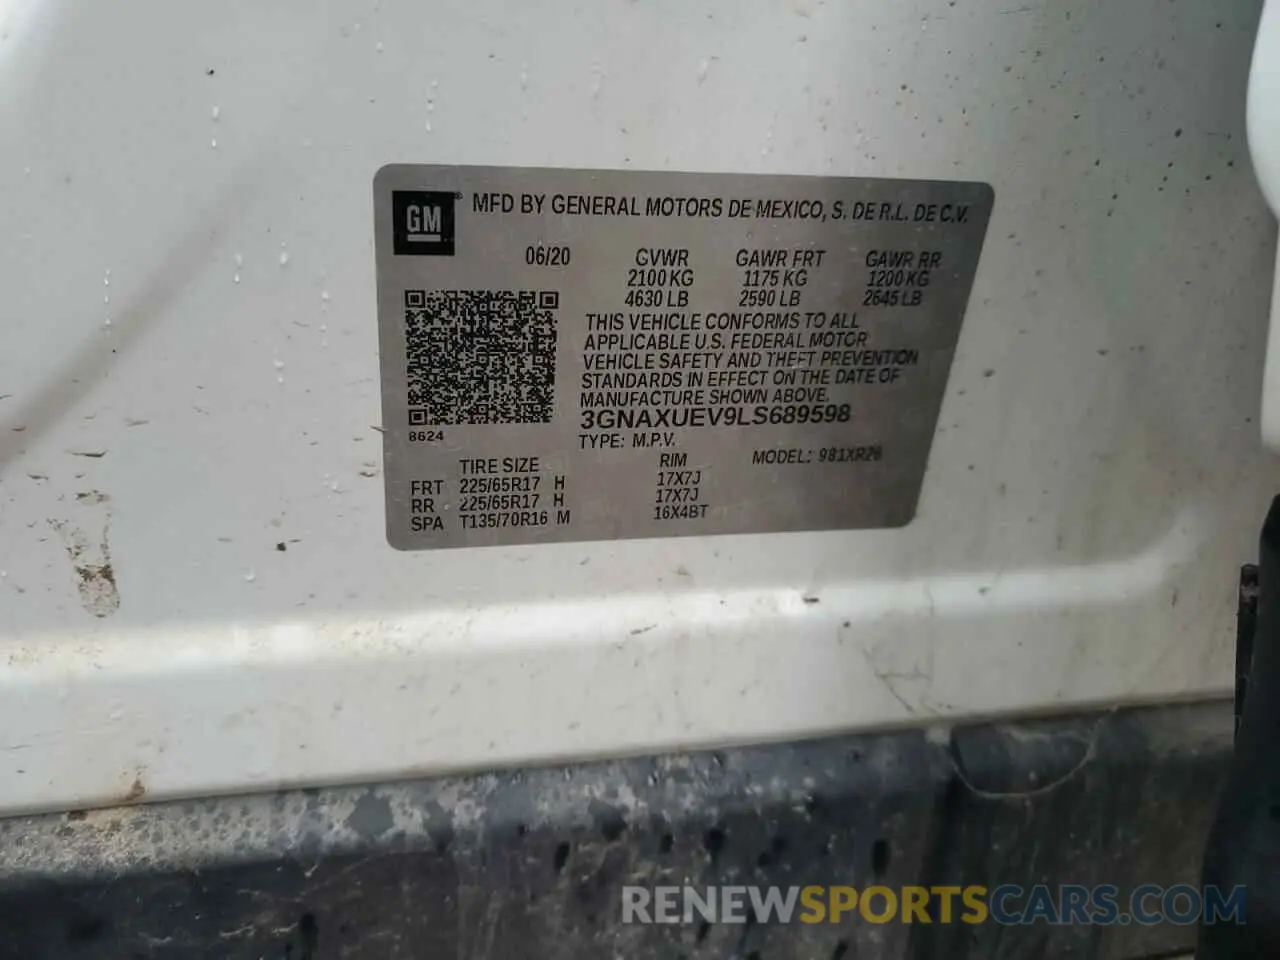 GM ® MFD BY GENERAL MOTORS DE MEXICO, S. DE R.L. DE C.V.
06/20 GVWR GAWR FRT GAWR RR
2100 KG 1175 KG 1200 KG
4630 LB 2590 LB 2645 LB
THIS VEHICLE CONFORMS TO ALL
APPLICABLE U.S. FEDERAL MOTOR
VEHICLE SAFETY AND THEFT PREVENTION
STANDARDS IN EFFECT ON THE DATE OF
MANUFACTURE SHOWN ABOVE.
3GNAXUEV9LS689598
8624
TYPE: M.P.V. MODEL: 981XR26
TIRE SIZE RIM
FRT 225/65R17 H 17X7J
RR 225/65R17 H 17X7J
SPA T135/70R16 M 16X4BT
RENEWSPORTSCARS.COM